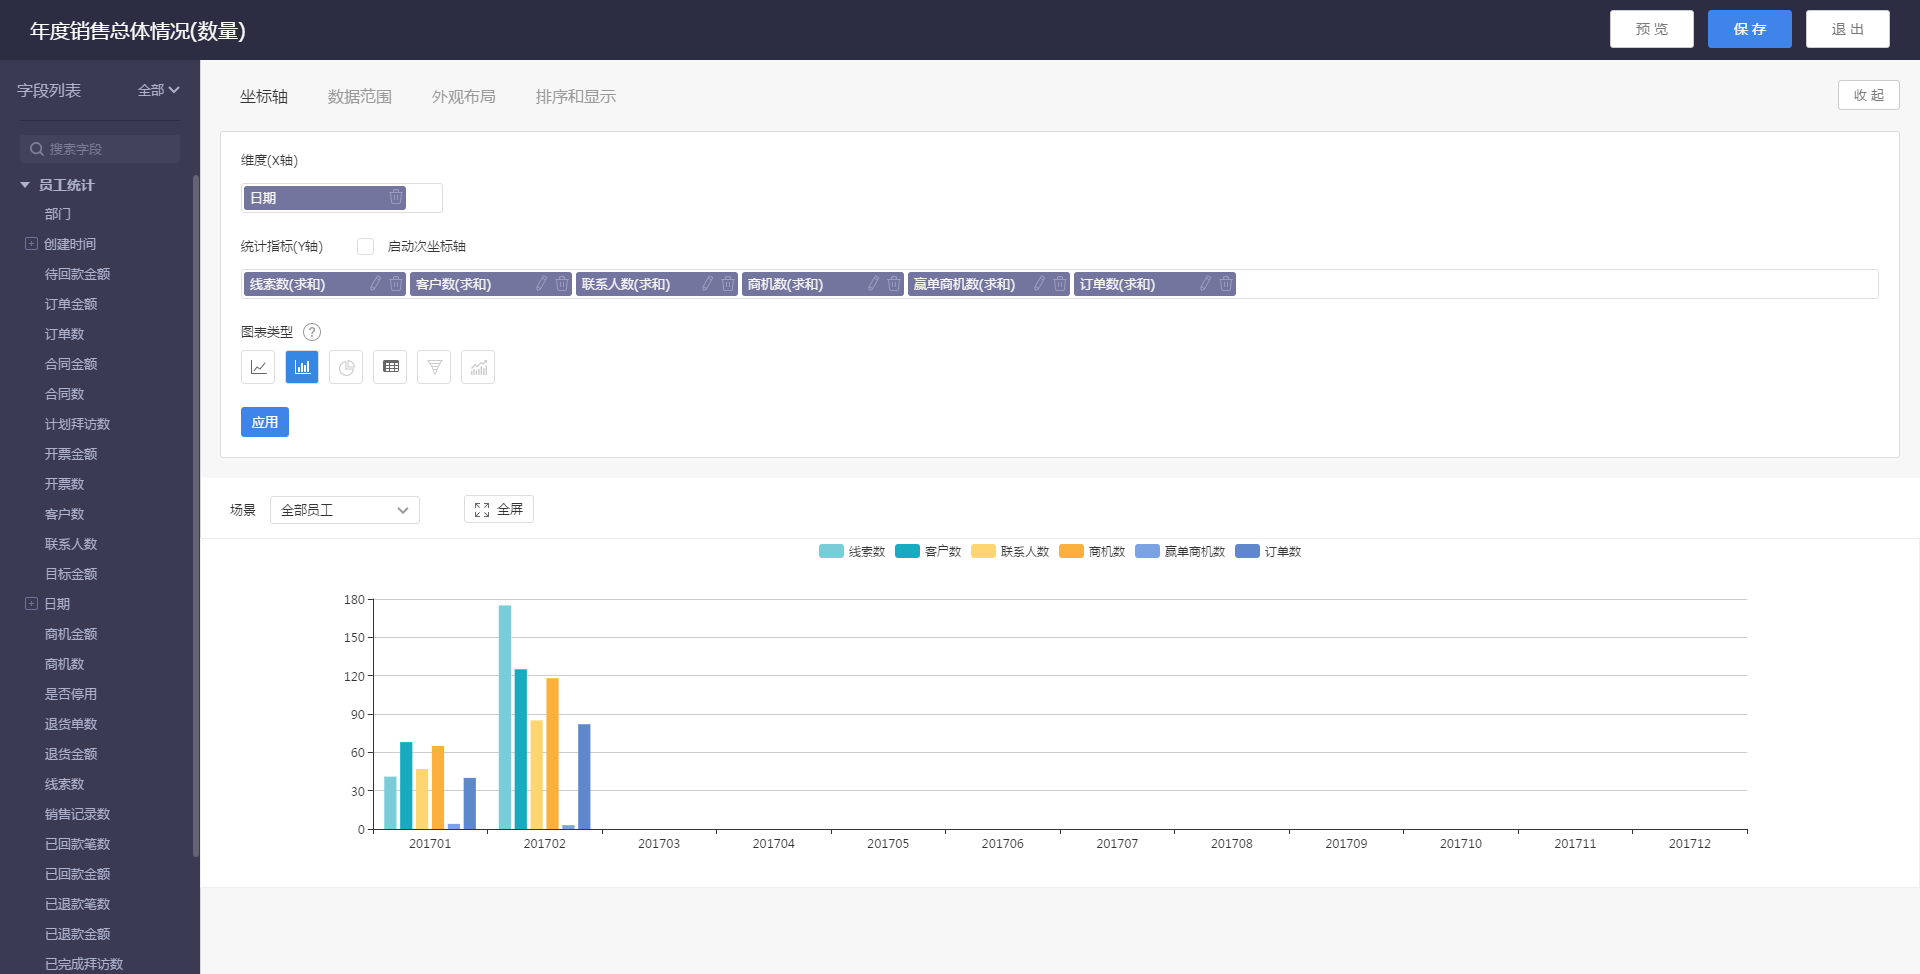 年度销售总体情况(数量)
预 览
保 存
退 出
字段列表
全部
搜索字段
员工统计
部门
创建时间
待回款金额
订单金额
订单数
合同金额
合同数
计划拜访数
开票金额
开票数
客户数
联系人数
目标金额
日期
商机金额
商机数
是否停用
退货单数
退货金额
线索数
销售记录数
已回款笔数
已回款金额
已退款笔数
已退款金额
已完成拜访数
坐标轴 数据范围 外观布局 排序和显示
收 起
维度(X轴)
日期
统计指标(Y轴) 启动次坐标轴
线索数(求和) 客户数(求和) 联系人数(求和) 商机数(求和) 赢单商机数(求和) 订单数(求和)
图表类型 ?
应用
场景 全部员工 全屏
线索数 客户数 联系人数 商机数 赢单商机数 订单数
180
150
120
90
60
30
0
201701 201702 201703 201704 201705 201706 201707 201708 201709 201710 201711 201712